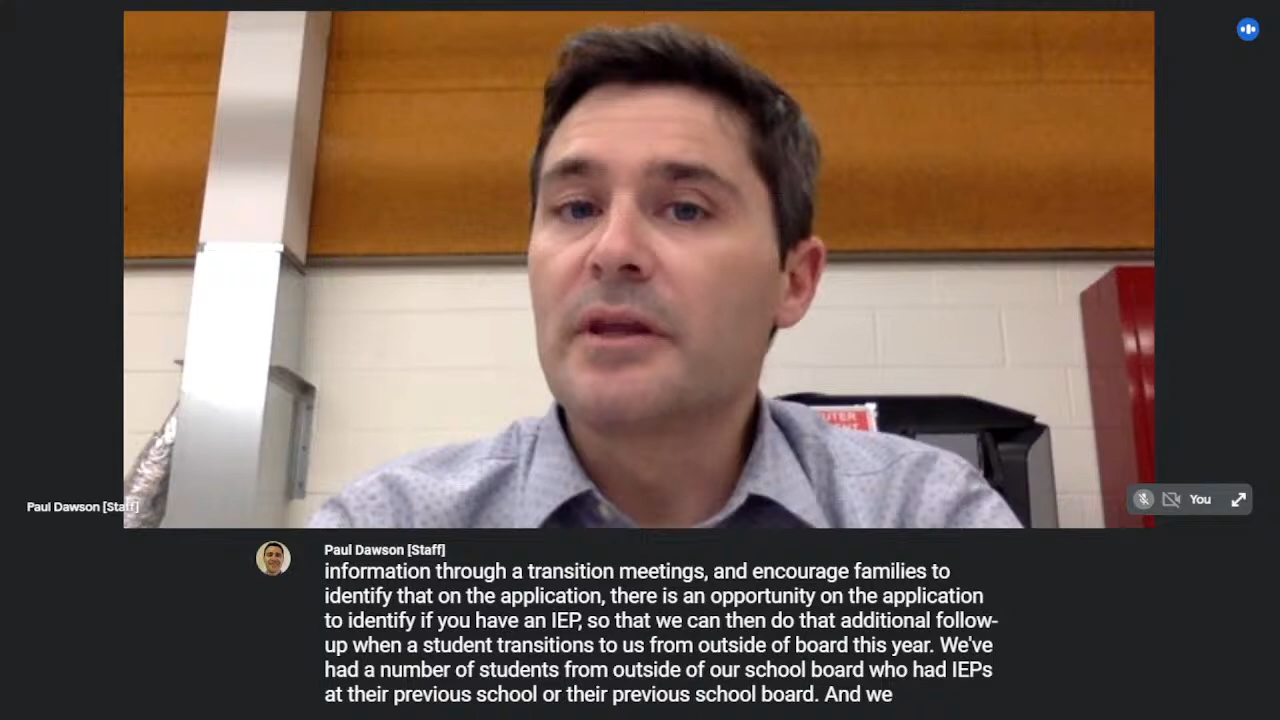 UTER
You
Paul Dawson [Staff]
Paul Dawson [Staff]
information through a transition meetings, and encourage families to
identify that on the application, there is an opportunity on the application
to identify if you have an IEP, so that we can then do that additional follow-
up when a student transitions to us from outside of board this year. We've
had a number of students from outside of our school board who had IEPs
at their previous school or their previous school board. And we